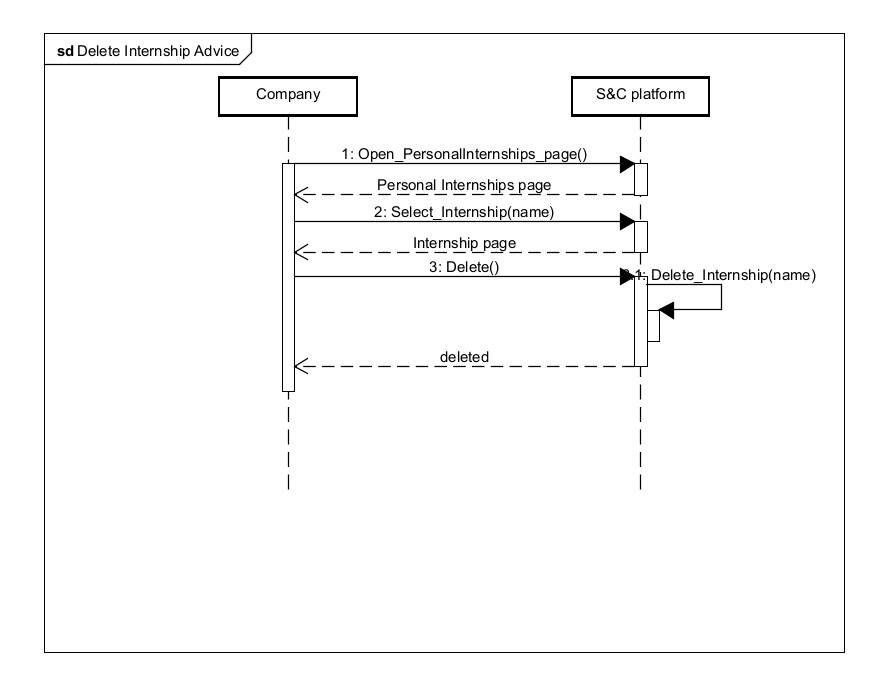 sd Delete Internship Advice
Company
S&C platform
1: Open_PersonalInternships_page()
Personal Internships page
2: Select_Internship(name)
Internship page
3: Delete()
3.1: Delete_Internship(name)
deleted